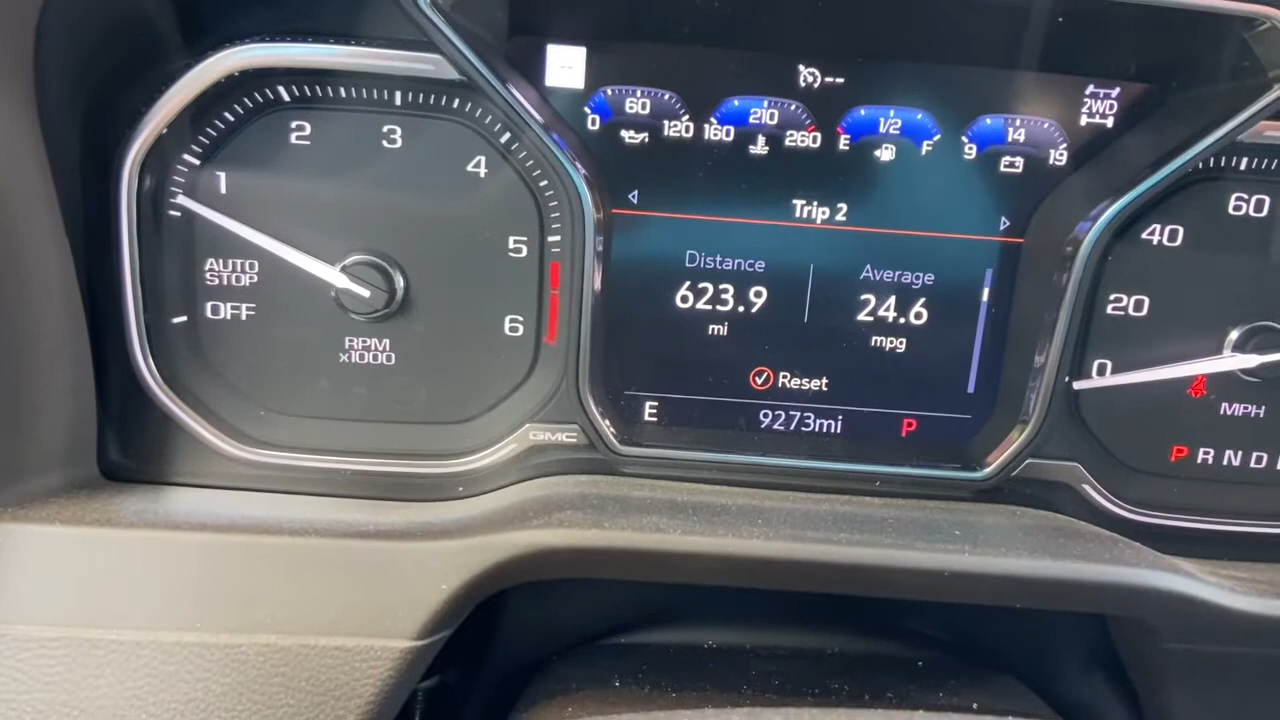 1
2
3
4
5
6
AUTO
STOP
OFF
RPM
x1000
GMC
--
--
2WD
0 60 120
160 210 260
E 1/2 F
9 14 19
Trip 2
Distance
623.9
mi
Average
24.6
mpg
Reset
E 9273mi P
0
20
40
60
MPH
P R N D